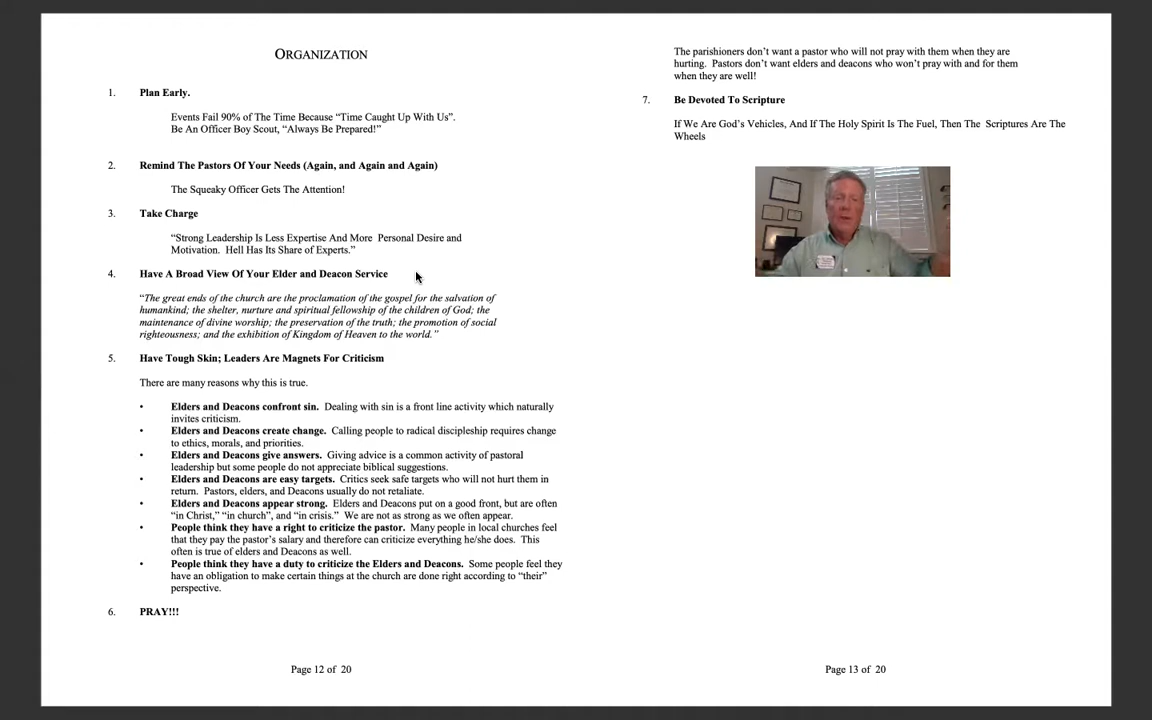 ORGANIZATION
1. Plan Early.
Events Fail 90% of The Time Because “Time Caught Up With Us”.
Be An Officer Boy Scout, “Always Be Prepared!”
2. Remind The Pastors Of Your Needs (Again, and Again and Again)
The Squeaky Officer Gets The Attention!
3. Take Charge
“Strong Leadership Is Less Expertise And More Personal Desire and
Motivation. Hell Has Its Share of Experts.”
4. Have A Broad View Of Your Elder and Deacon Service
“The great ends of the church are the proclamation of the gospel for the salvation of
humankind; the shelter, nurture and spiritual fellowship of the children of God; the
maintenance of divine worship; the preservation of the truth; the promotion of social
righteousness; and the exhibition of Kingdom of Heaven to the world.”
5. Have Tough Skin; Leaders Are Magnets For Criticism
There are many reasons why this is true.
• Elders and Deacons confront sin. Dealing with sin is a front line activity which naturally
invites criticism.
• Elders and Deacons create change. Calling people to radical discipleship requires change
to ethics, morals, and priorities.
• Elders and Deacons give answers. Giving advice is a common activity of pastoral
leadership but some people do not appreciate biblical suggestions.
• Elders and Deacons are easy targets. Critics seek safe targets who will not hurt them in
return. Pastors, elders, and Deacons usually do not retaliate.
• Elders and Deacons appear strong. Elders and Deacons put on a good front, but are often
“in Christ,” “in church”, and “in crisis.” We are not as strong as we often appear.
• People think they have a right to criticize the pastor. Many people in local churches feel
that they pay the pastor’s salary and therefore can criticize everything he/she does. This
often is true of elders and Deacons as well.
• People think they have a duty to criticize the Elders and Deacons. Some people feel they
have an obligation to make certain things at the church are done right according to “their”
perspective.
6. PRAY!!!
Page 12 of 20
The parishioners don’t want a pastor who will not pray with them when they are
hurting. Pastors don’t want elders and deacons who won’t pray with and for them
when they are well!
7. Be Devoted To Scripture
If We Are God’s Vehicles, And If The Holy Spirit Is The Fuel, Then The Scriptures Are The
Wheels
Page 13 of 20